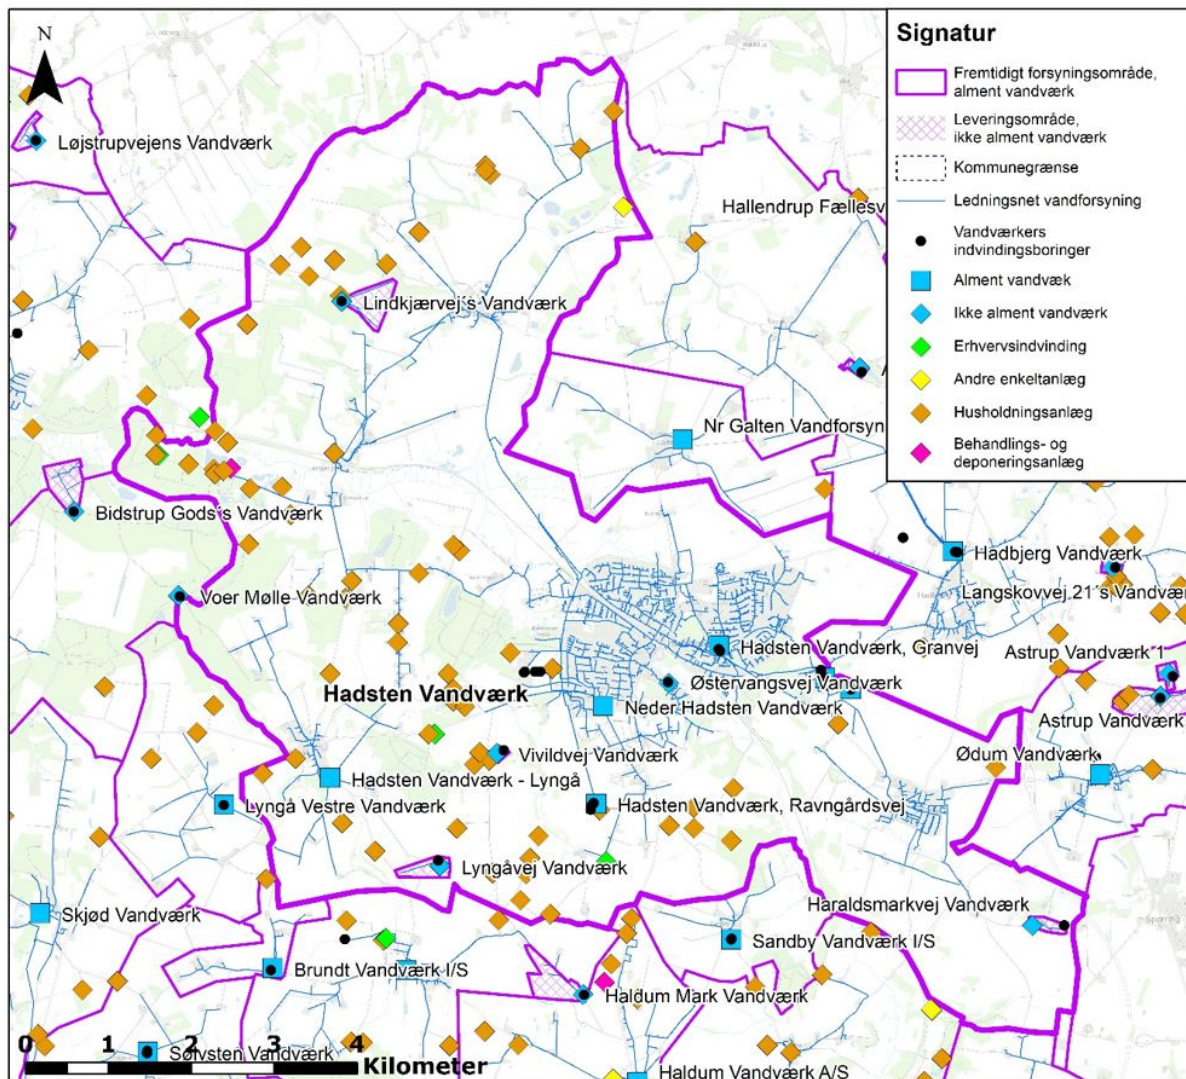 N
Signatur
Fremtidigt forsyningsområde,
alment vandværk
Leveringsområde,
ikke alment vandværk
Kommunegrænse
Ledningsnet vandforsyning
Vandværkers
indvindingsboringer
Alment vandvæk
Ikke alment vandværk
Erhvervsindvinding
Andre enkeltanlæg
Husholdningsanlæg
Behandlings- og
deponeringsanlæg
Løjstrupvejens Vandværk
Hallendrup Fællesv
Lindkjærvej´s Vandværk
A
Nr Galten Vandforsyn
Bidstrup Gods´s Vandværk
Hadbjerg Vandværk
Voer Mølle Vandværk
Langskovvej 21´s Vandvær
Hadsten Vandværk, Granvej
Astrup Vandværk 1
Hadsten Vandværk
Østervangsvej Vandværk
Neder Hadsten Vandværk
Astrup Vandværk
Vivildvej Vandværk
Ødum Vandværk
Hadsten Vandværk - Lyngå
Lyngå Vestre Vandværk
Hadsten Vandværk, Ravngårdsvej
Lyngåvej Vandværk
Haraldsmarkvej Vandværk
Skjød Vandværk
Sandby Vandværk I/S
Brundt Vandværk I/S
Haldum Mark Vandværk
Sølvsten Vandværk
Haldum Vandværk A/S
0 1 2 3 4
Kilometer